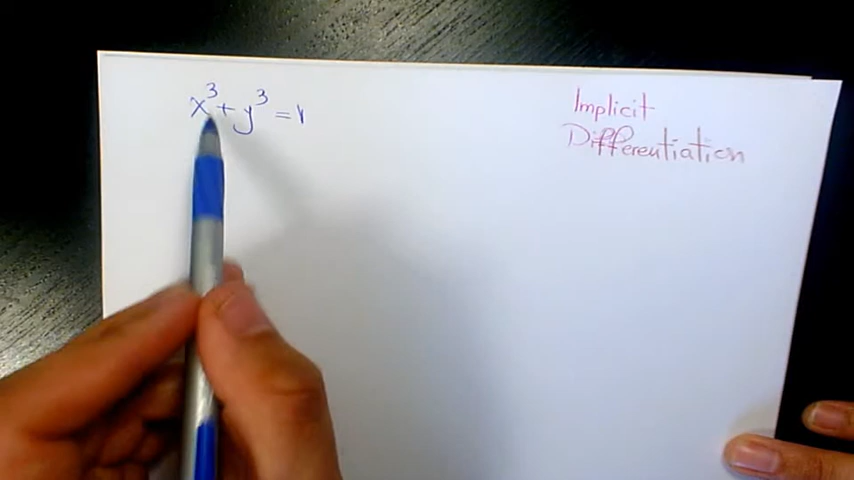 x³ + y³ = 1
Implicit
Differentiation